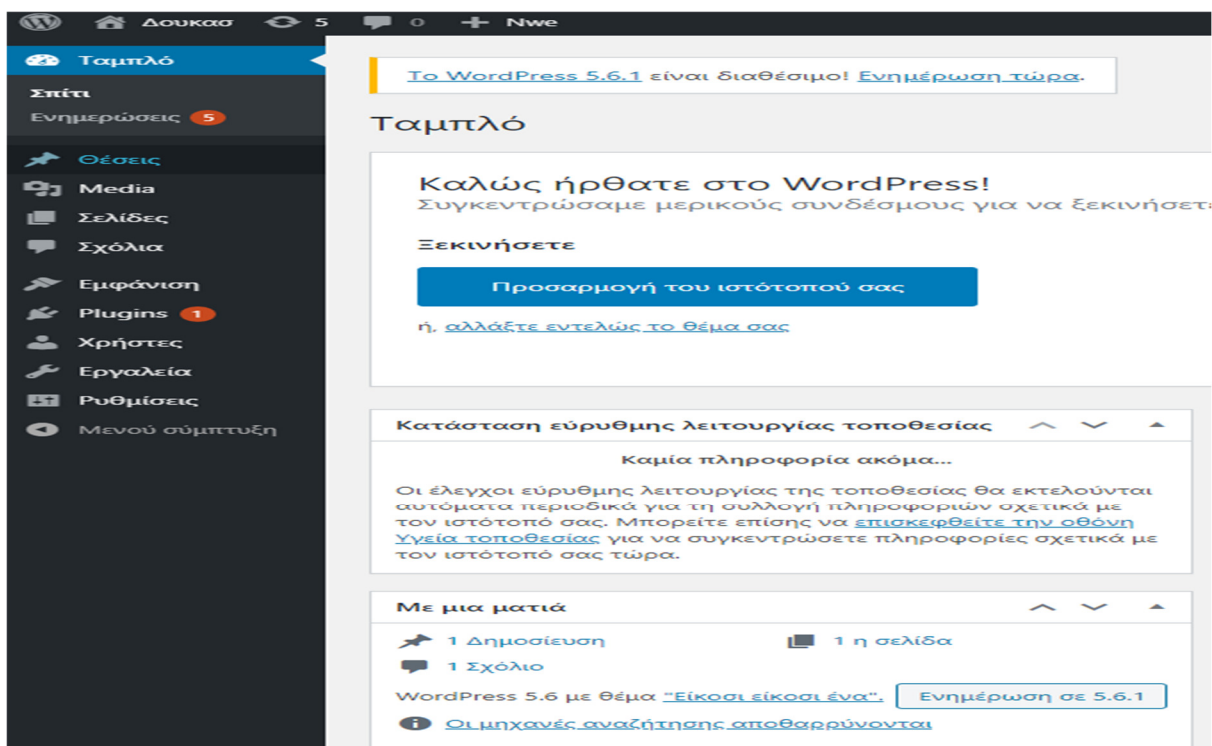 Δουκασ 5 0 Nwe
Ταμπλό
Σπίτι
Ενημερώσεις 5
Θέσεις
Media
Σελίδες
Σχόλια
Εμφάνιση
Plugins 1
Χρήστες
Εργαλεία
Ρυθμίσεις
Μενού σύμπτυξη
Το WordPress 5.6.1 είναι διαθέσιμο! Ενημέρωση τώρα.
Ταμπλό
Καλώς ήρθατε στο WordPress!
Συγκεντρώσαμε μερικούς συνδέσμους για να ξεκινήσετε
Ξεκινήσετε
Προσαρμογή του ιστότοπού σας
ή, αλλάξτε εντελώς το θέμα σας
Κατάσταση εύρυθμης λειτουργίας τοποθεσίας
Καμία πληροφορία ακόμα...
Οι έλεγχοι εύρυθμης λειτουργίας της τοποθεσίας θα εκτελούνται
αυτόματα περιοδικά για τη συλλογή πληροφοριών σχετικά με
τον ιστότοπό σας. Μπορείτε επίσης να επισκεφθείτε την οθόνη
Υγεία τοποθεσίας για να συγκεντρώσετε πληροφορίες σχετικά με
τον ιστότοπό σας τώρα.
Με μια ματιά
1 Δημοσίευση 1 η σελίδα
1 Σχόλιο
WordPress 5.6 με θέμα "Είκοσι είκοσι ένα". Ενημέρωση σε 5.6.1
Οι μηχανές αναζήτησης αποθαρρύνονται